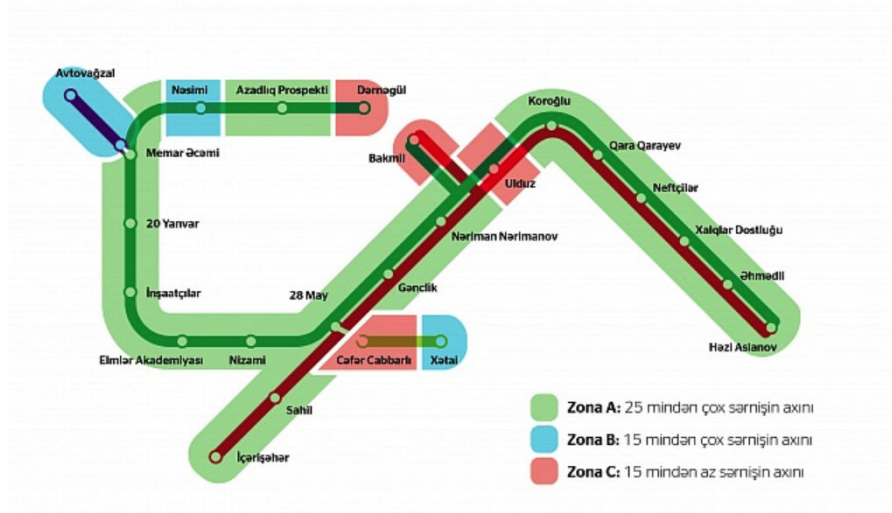 Avtovağzal
Nəsimi
Azadlıq Prospekti
Dərnəgül
Koroğlu
Memar Əcəmi
Bakmil
Qara Qarayev
Ulduz
Neftçilər
20 Yanvar
Xalqlar Dostluğu
Nəriman Nərimanov
Əhmədli
Gənclik
İnşaatçılar
28 May
Həzi Aslanov
Elmlər Akademiyası
Nizami
Cəfər Cabbarlı
Xətai
Sahil
İçərişəhər
Zona A: 25 mindən çox sərnişin axını
Zona B: 15 mindən çox sərnişin axını
Zona C: 15 mindən az sərnişin axını